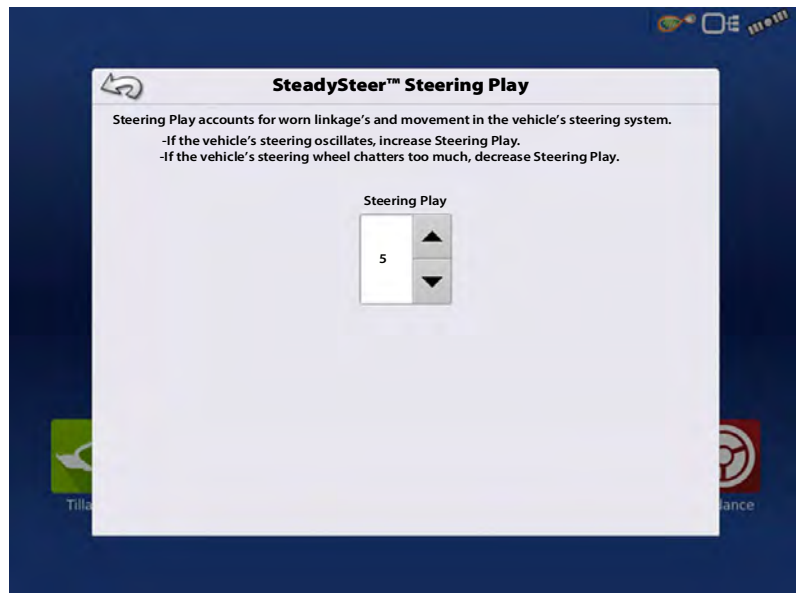 SteadySteer™ Steering Play
Steering Play accounts for worn linkage's and movement in the vehicle's steering system.
-If the vehicle's steering oscillates, increase Steering Play.
-If the vehicle's steering wheel chatters too much, decrease Steering Play.
Steering Play
5
Tilla
dance